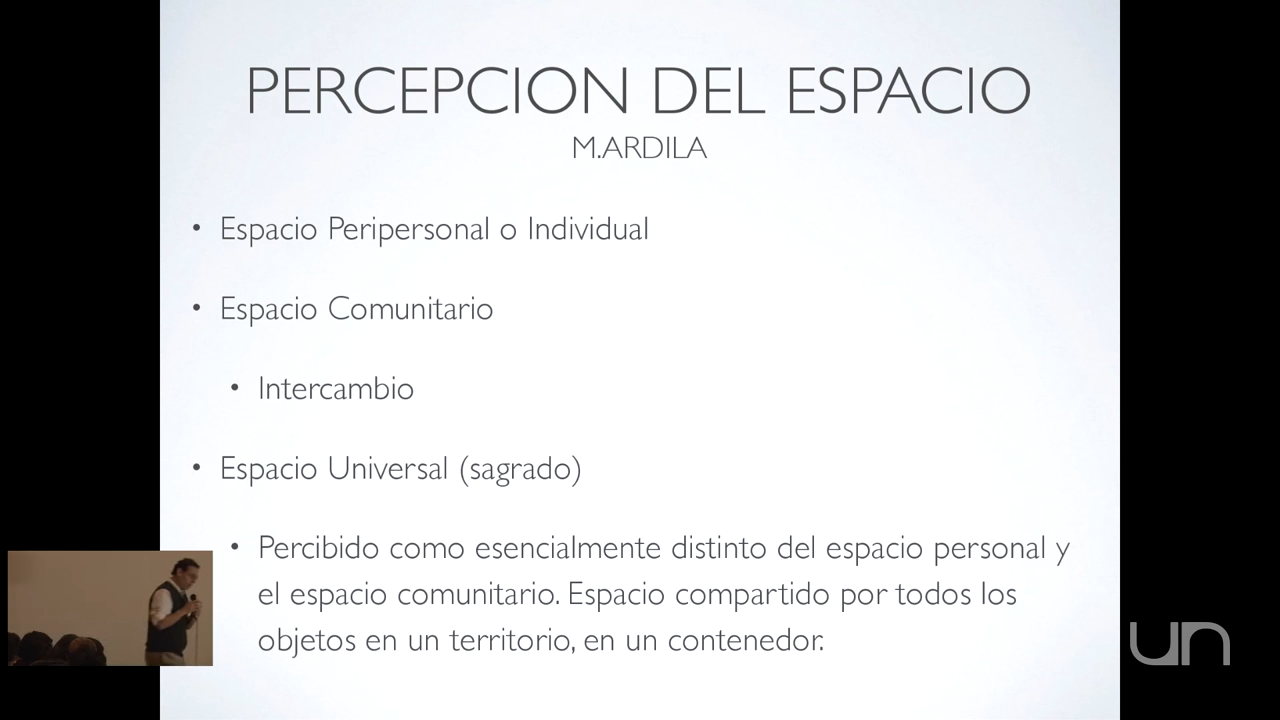 PERCEPCION DEL ESPACIO
M.ARDILA
• Espacio Peripersonal o Individual
• Espacio Comunitario
• Intercambio
• Espacio Universal (sagrado)
• Percibido como esencialmente distinto del espacio personal y
el espacio comunitario. Espacio compartido por todos los
objetos en un territorio, en un contenedor.
un